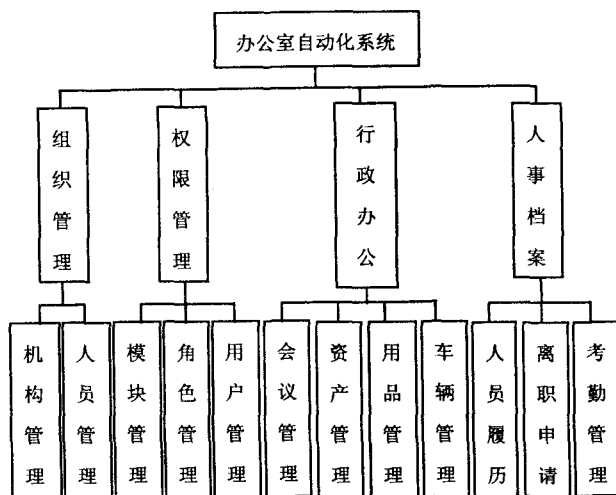 办公室自动化系统
组织管理
权限管理
行政办公
人事档案
机构管理
人员管理
模块管理
角色管理
用户管理
会议管理
资产管理
用品管理
车辆管理
人员履历
离职申请
考勤管理